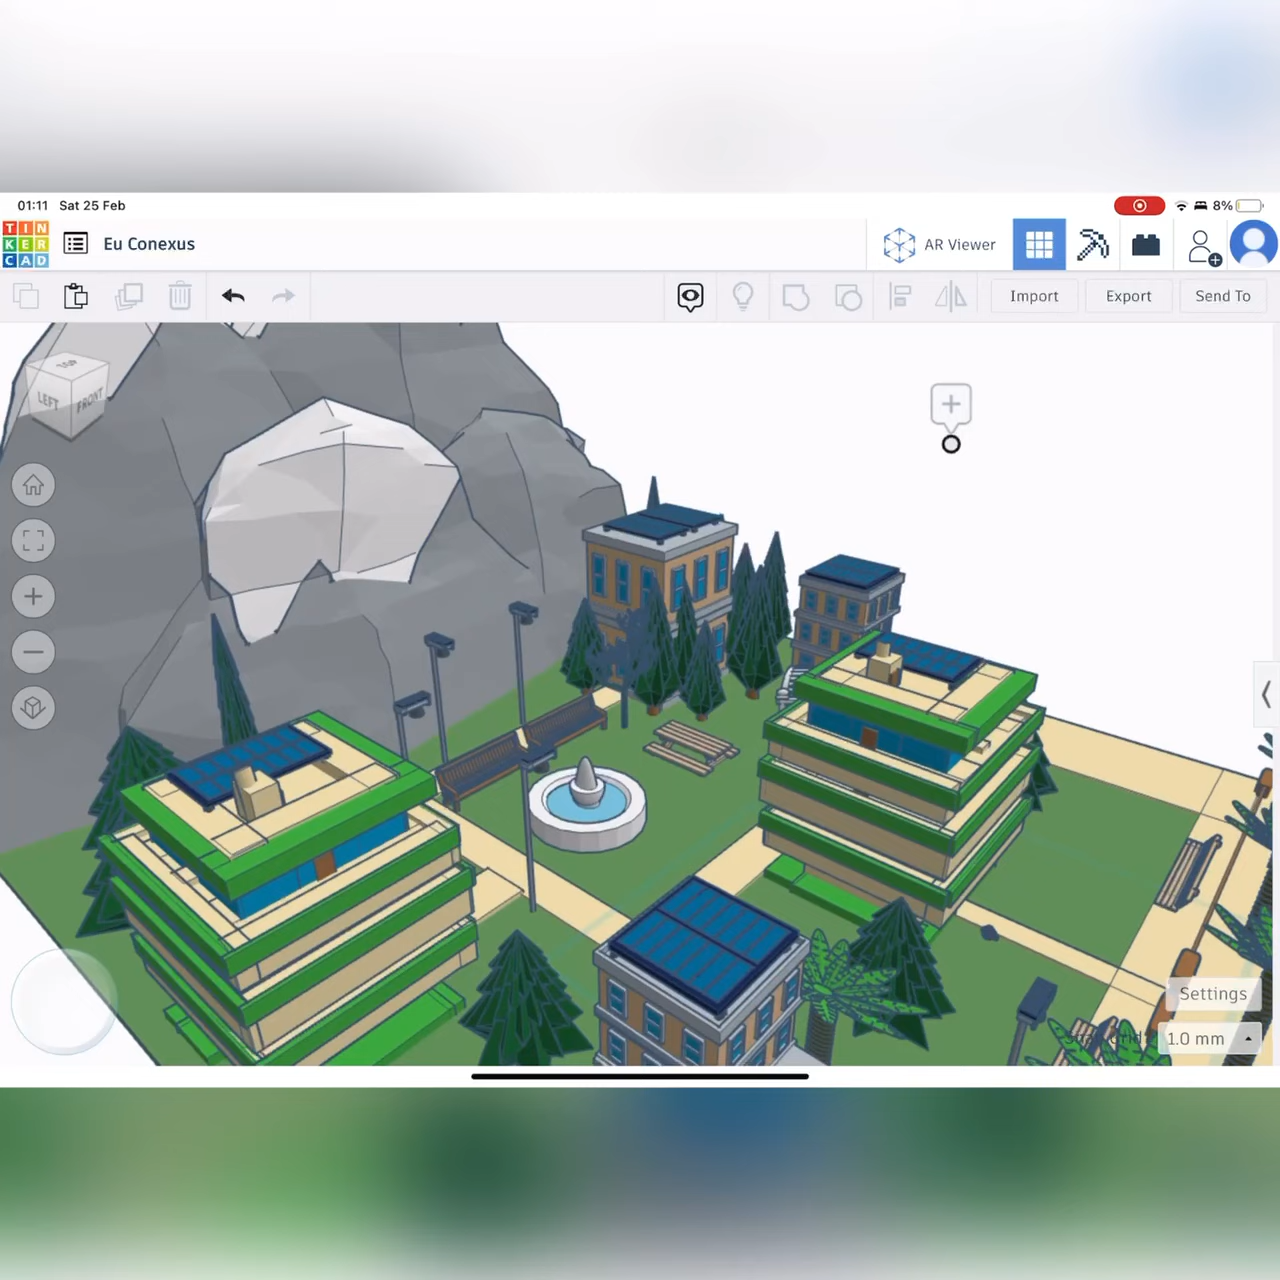 01:11 Sat 25 Feb
8%
TIN
KER
CAD
Eu Conexus
AR Viewer
Import
Export
Send To
TOP
LEFT
FRONT
Settings
1.0 mm